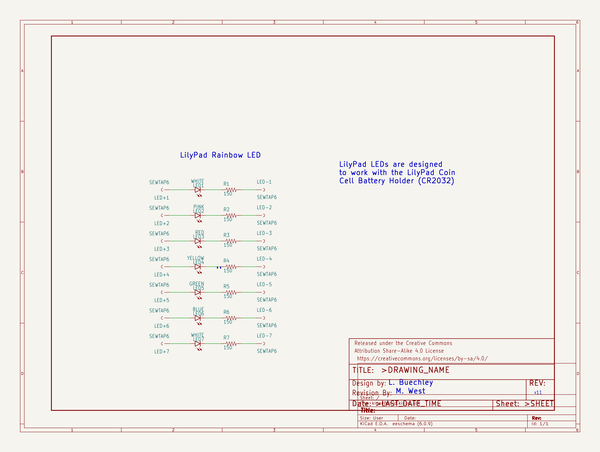 LilyPad Rainbow LED
LilyPad LEDs are designed
to work with the LilyPad Coin
Cell Battery Holder (CR2032)
SEWTAP6 WHITE LED1 R1 LED-1
LED+1 150 SEWTAP6
SEWTAP6 PINK LED2 R2 LED-2
LED+2 150 SEWTAP6
SEWTAP6 RED LED3 R3 LED-3
LED+3 150 SEWTAP6
SEWTAP6 YELLOW LED4 R4 LED-4
LED+4 150 SEWTAP6
SEWTAP6 GREEN LED5 R5 LED-5
LED+5 150 SEWTAP6
SEWTAP6 BLUE LED6 R6 LED-6
LED+6 150 SEWTAP6
SEWTAP6 WHITE LED7 R7 LED-7
LED+7 150 SEWTAP6
Released under the Creative Commons
Attribution Share-Alike 4.0 License
https://creativecommons.org/licenses/by-sa/4.0/
TITLE: >DRAWING_NAME
Design by: L. Buechley
REV:
Revision By: M. West
v11
Sheet: /
Date: >LAST_DATE_TIME
Sheet: >SHEET
Title:
Size: User Date: Rev:
KiCad E.D.A. eeschema (6.0.9) Id: 1/1